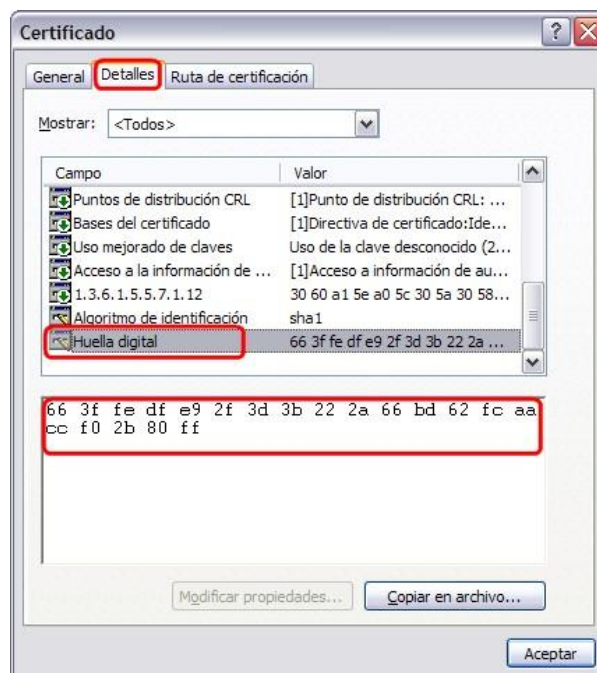 Certificado
General Detalles Ruta de certificación
Mostrar: <Todos>
Campo Valor
Puntos de distribución CRL [1]Punto de distribución CRL: ...
Bases del certificado [1]Directiva de certificado:Ide...
Uso mejorado de claves Uso de la clave desconocido (2...
Acceso a la información de ... [1]Acceso a información de au...
1.3.6.1.5.5.7.1.12 30 60 a1 5e a0 5c 30 5a 30 58...
Algoritmo de identificación sha1
Huella digital 66 3f fe df e9 2f 3d 3b 22 2a ...
66 3f fe df e9 2f 3d 3b 22 2a 66 bd 62 fc aa
cc f0 2b 80 ff
Modificar propiedades... Copiar en archivo...
Aceptar